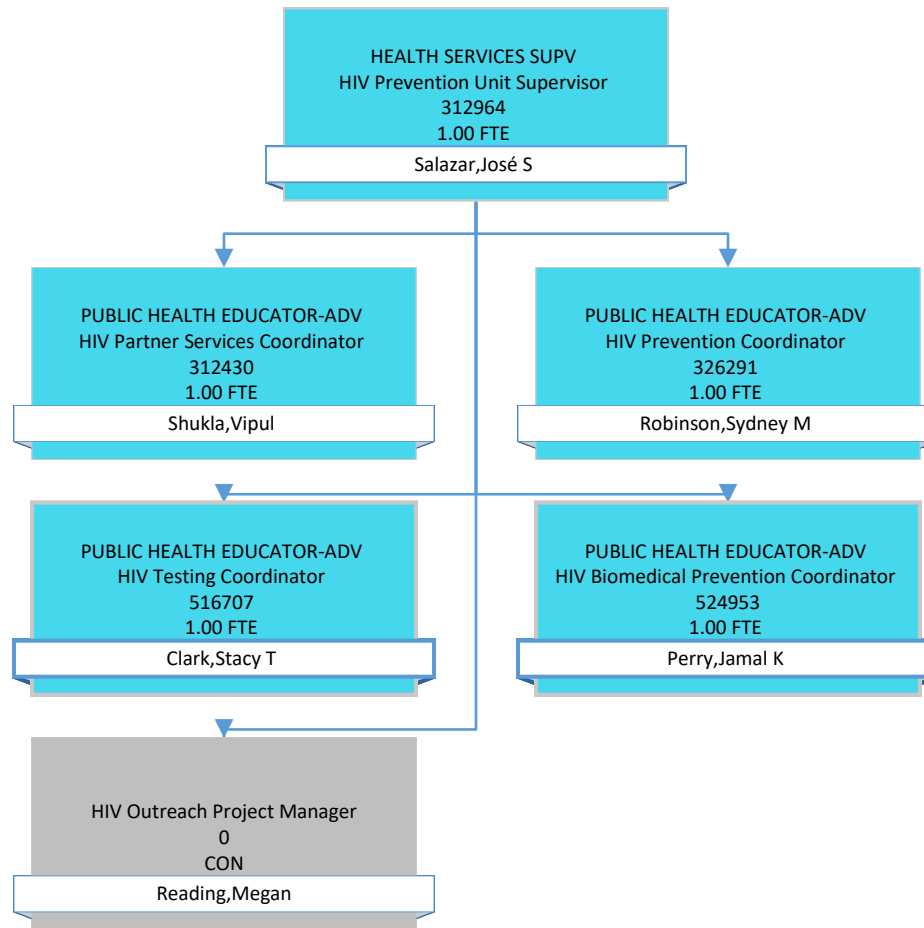 HEALTH SERVICES SUPV
HIV Prevention Unit Supervisor
312964
1.00 FTE
Salazar,José S
PUBLIC HEALTH EDUCATOR-ADV
HIV Partner Services Coordinator
312430
1.00 FTE
Shukla,Vipul
PUBLIC HEALTH EDUCATOR-ADV
HIV Prevention Coordinator
326291
1.00 FTE
Robinson,Sydney M
PUBLIC HEALTH EDUCATOR-ADV
HIV Testing Coordinator
516707
1.00 FTE
Clark,Stacy T
PUBLIC HEALTH EDUCATOR-ADV
HIV Biomedical Prevention Coordinator
524953
1.00 FTE
Perry,Jamal K
HIV Outreach Project Manager
0
CON
Reading,Megan